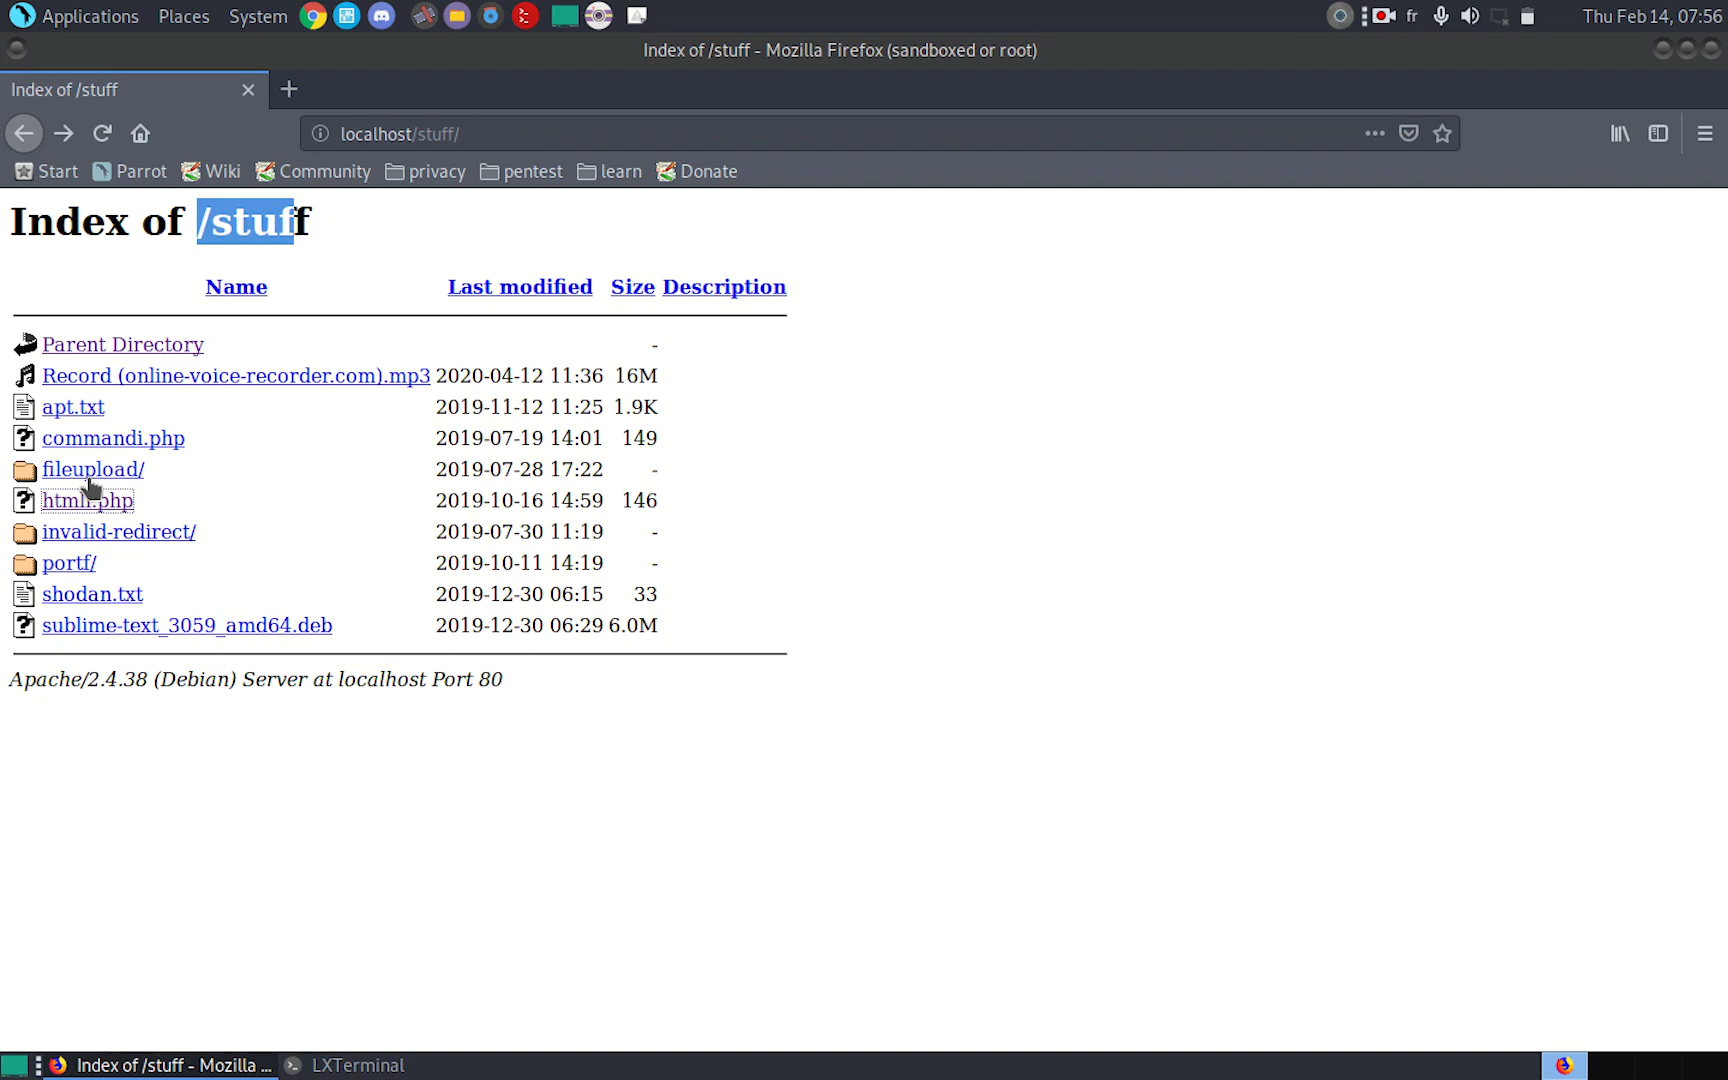 Applications Places System fr Thu Feb 14, 07:56
Index of /stuff - Mozilla Firefox (sandboxed or root)
Index of /stuff
localhost/stuff/
Start Parrot Wiki Community privacy pentest learn Donate
Index of /stuff
Name Last modified Size Description
Parent Directory -
Record (online-voice-recorder.com).mp3 2020-04-12 11:36 16M
apt.txt 2019-11-12 11:25 1.9K
commandi.php 2019-07-19 14:01 149
fileupload/ 2019-07-28 17:22 -
htmli.php 2019-10-16 14:59 146
invalid-redirect/ 2019-07-30 11:19 -
portf/ 2019-10-11 14:19 -
shodan.txt 2019-12-30 06:15 33
sublime-text_3059_amd64.deb 2019-12-30 06:29 6.0M
Apache/2.4.38 (Debian) Server at localhost Port 80
Index of /stuff - Mozilla ... LXTerminal